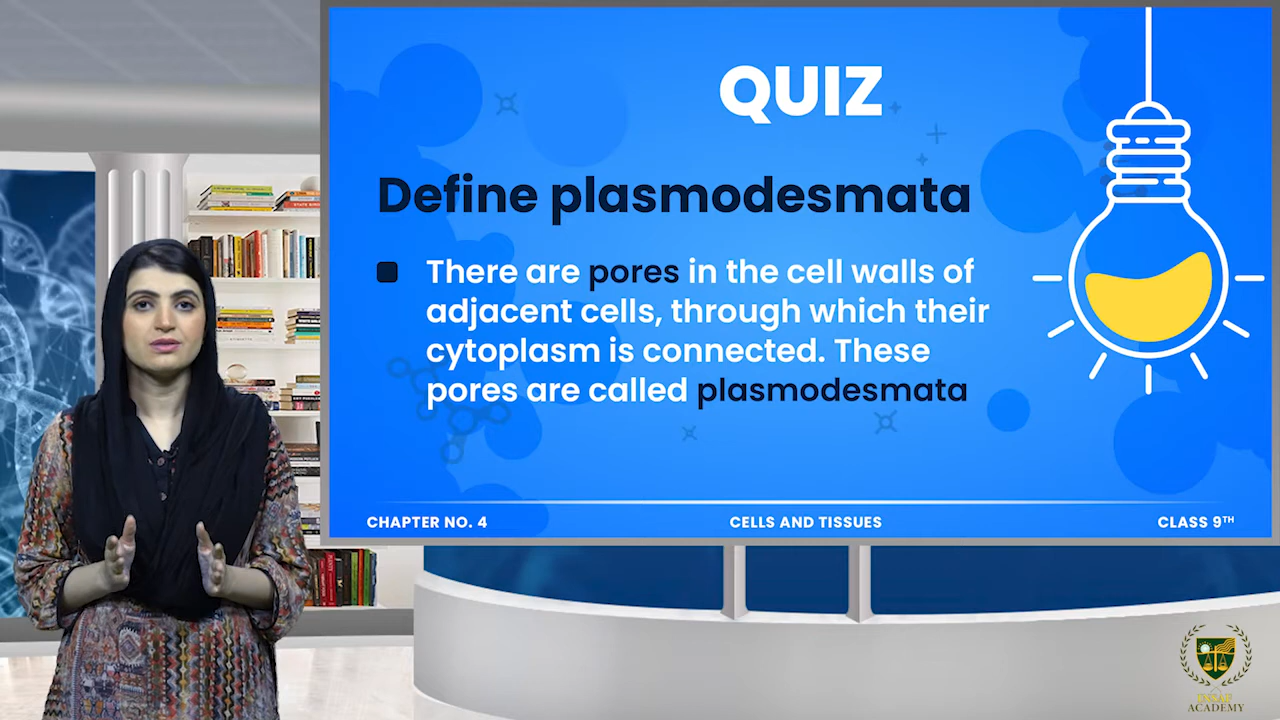 QUIZ
Define plasmodesmata
There are pores in the cell walls of
adjacent cells, through which their
cytoplasm is connected. These
pores are called plasmodesmata
CHAPTER NO. 4
CELLS AND TISSUES
CLASS 9TH
ACADEMY